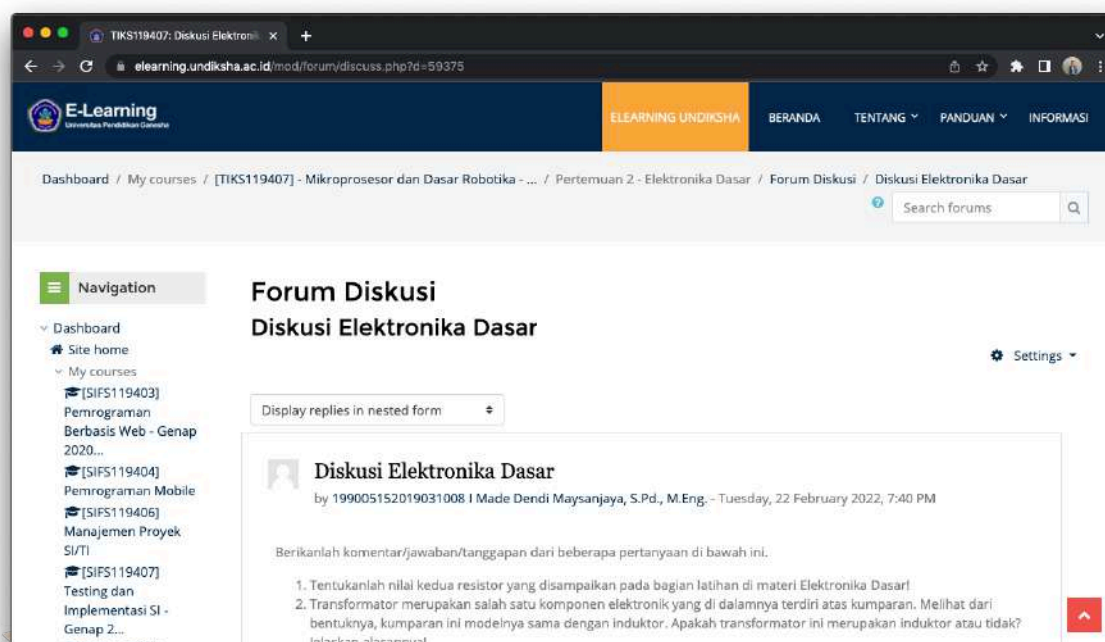 TIKS119407: Diskusi Elektroni
elearning.undiksha.ac.id/mod/forum/discuss.php?d=59375
E-Learning
Universitas Pendidikan Ganesha
ELEARNING UNDIKSHA
BERANDA
TENTANG
PANDUAN
INFORMASI
Dashboard / My courses / [TIKS119407] - Mikroprosesor dan Dasar Robotika - ... / Pertemuan 2 - Elektronika Dasar / Forum Diskusi / Diskusi Elektronika Dasar
Search forums
Navigation
Dashboard
Site home
My courses
[SIFS119403]
Pemrograman
Berbasis Web - Genap
2020...
[SIFS119404]
Pemrograman Mobile
[SIFS119406]
Manajemen Proyek
SI/TI
[SIFS119407]
Testing dan
Implementasi SI -
Genap 2...
Forum Diskusi
Diskusi Elektronika Dasar
Settings
Display replies in nested form
Diskusi Elektronika Dasar
by 199005152019031008 I Made Dendi Maysanjaya, S.Pd., M.Eng. - Tuesday, 22 February 2022, 7:40 PM
Berikanlah komentar/jawaban/tanggapan dari beberapa pertanyaan di bawah ini.
1. Tentukanlah nilai kedua resistor yang disampaikan pada bagian latihan di materi Elektronika Dasar!
2. Transformator merupakan salah satu komponen elektronik yang di dalamnya terdiri atas kumparan. Melihat dari
bentuknya, kumparan ini modelnya sama dengan induktor. Apakah transformator ini merupakan induktor atau tidak?